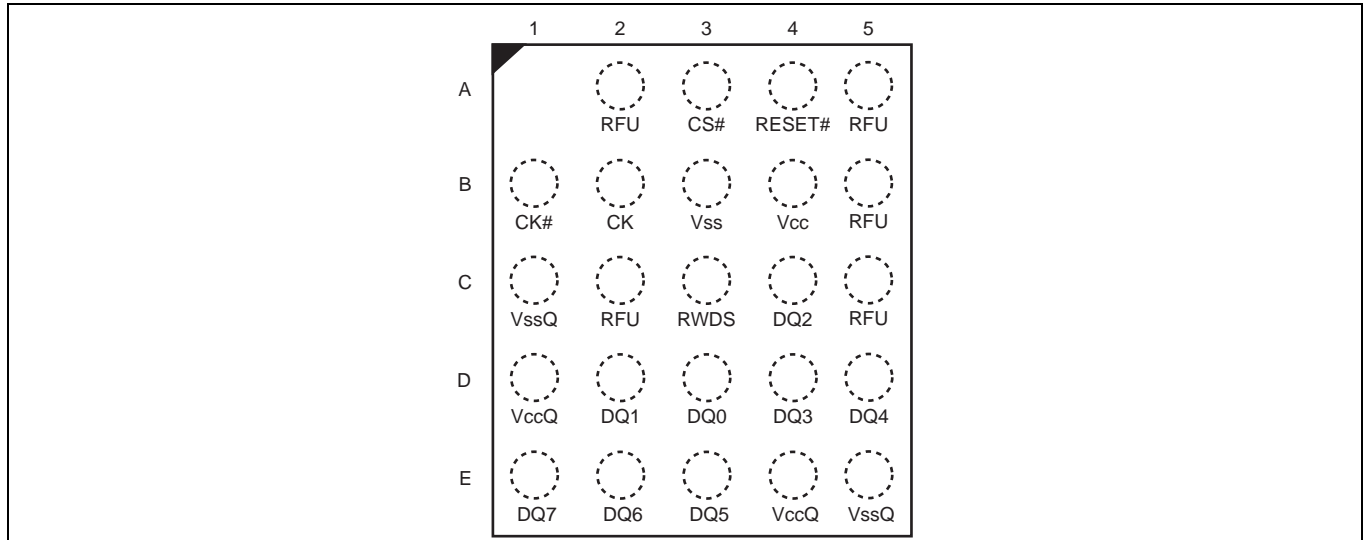 1 2 3 4 5
A
RFU CS# RESET# RFU
B
CK# CK Vss Vcc RFU
C
VssQ RFU RWDS DQ2 RFU
D
VccQ DQ1 DQ0 DQ3 DQ4
E
DQ7 DQ6 DQ5 VccQ VssQ